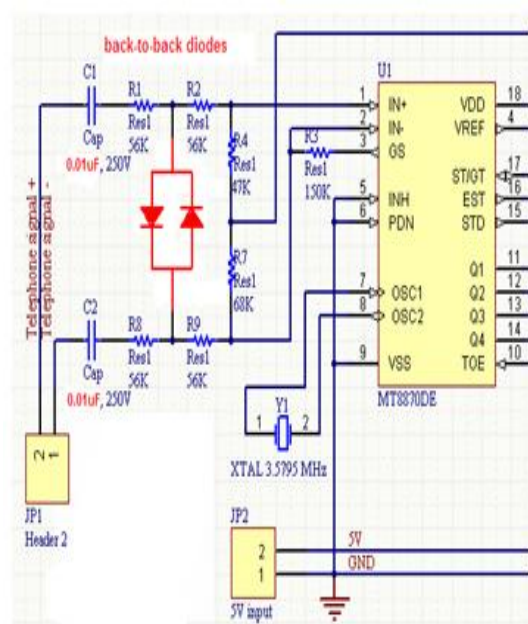 back-to-back diodes
C1
Cap
0.01uF, 250V
R1
Res1
56K
R2
Res1
56K
R4
Res1
47K
R3
Res1
150K
R7
Res1
68K
Telephone signal +
Telephone signal -
C2
Cap
0.01uF, 250V
R8
Res1
56K
R9
Res1
56K
U1
1 IN+ VDD 18
2 IN- VREF 4
3 GS
ST/GT 17
5 INH EST 16
6 PDN STD 15
Q1 11
7 OSC1 Q2 12
8 OSC2 Q3 13
Q4 14
9 VSS TOE 10
MT8870DE
1 Y1 2
XTAL 3.5795 MHz
2 1
JP1
Header 2
JP2
2 5V
1 GND
5V input